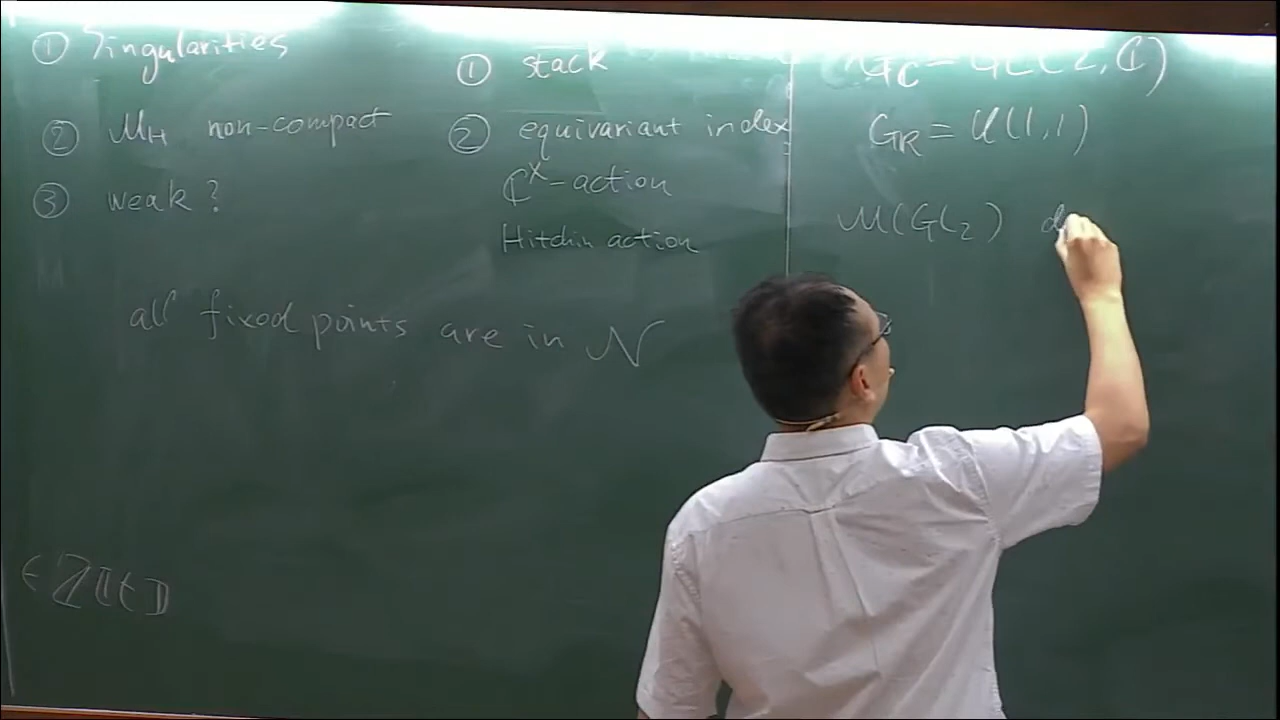 ① Singularities
② M_H non-compact
③ weak?
① stack
② equivariant index
ℂ^×-action
Hitchin action
all fixed points are in N
∈ ℤ[[t]]
G_C = GL(2, ℂ)
G_R = U(1,1)
M(GL_2)